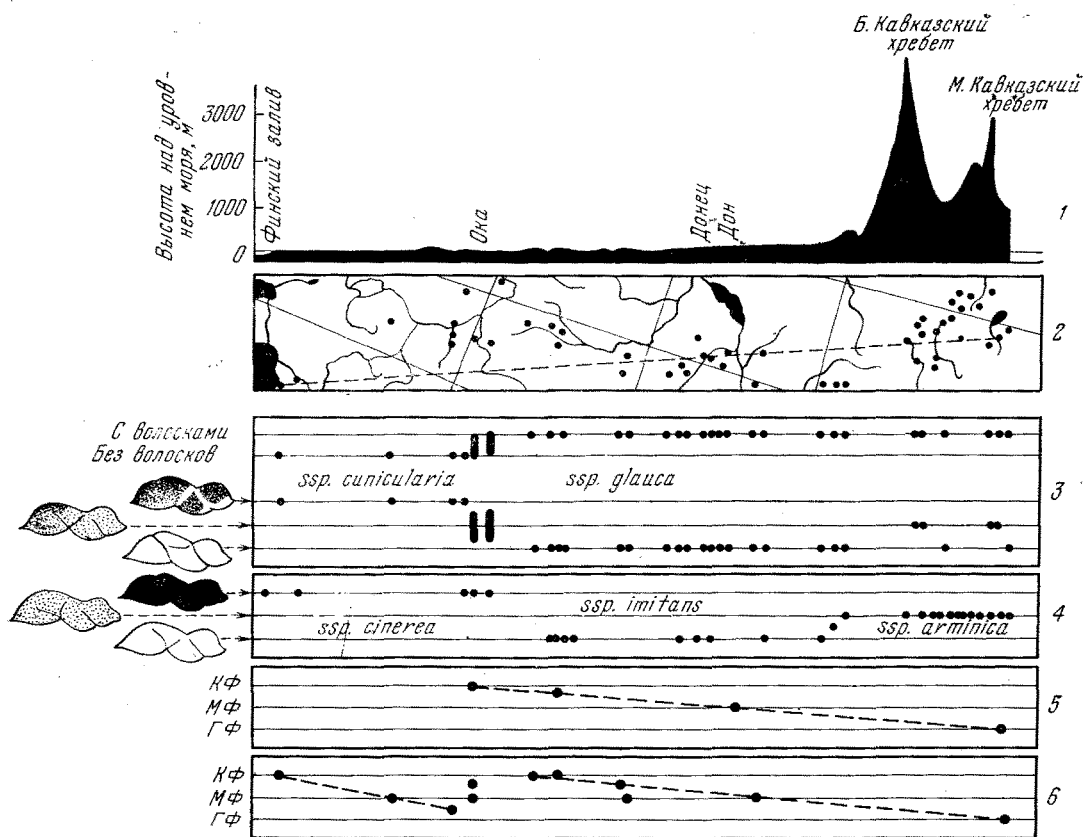 Б. Кавказский
хребет
М. Кавказский
хребет
Высота над уров-
нем моря, м
3000
2000
1000
0
Финский залив
Ока
Донец
Дон
1
2
С волосками
Без волосков
ssp. cunicularia
ssp. glauca
3
ssp. cinerea
ssp. imitans
ssp. arminica
4
КФ
МФ
ГФ
5
КФ
МФ
ГФ
6